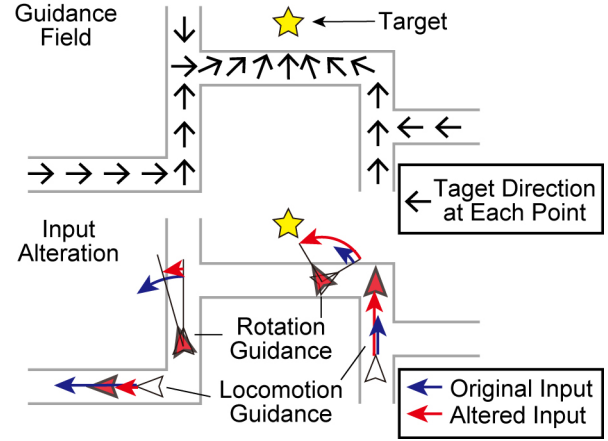 Guidance
Field
Target
Taget Direction
at Each Point
Input
Alteration
Rotation
Guidance
Locomotion
Guidance
Original Input
Altered Input